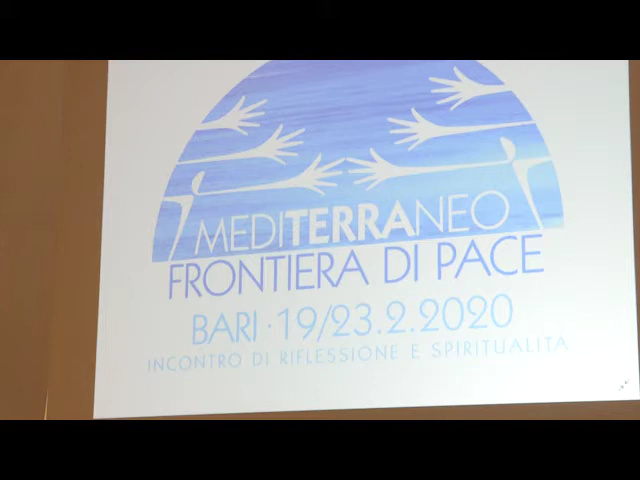 MEDITERRANEO
FRONTIERA DI PACE
BARI · 19/23.2.2020
INCONTRO DI RIFLESSIONE E SPIRITUALITÀ